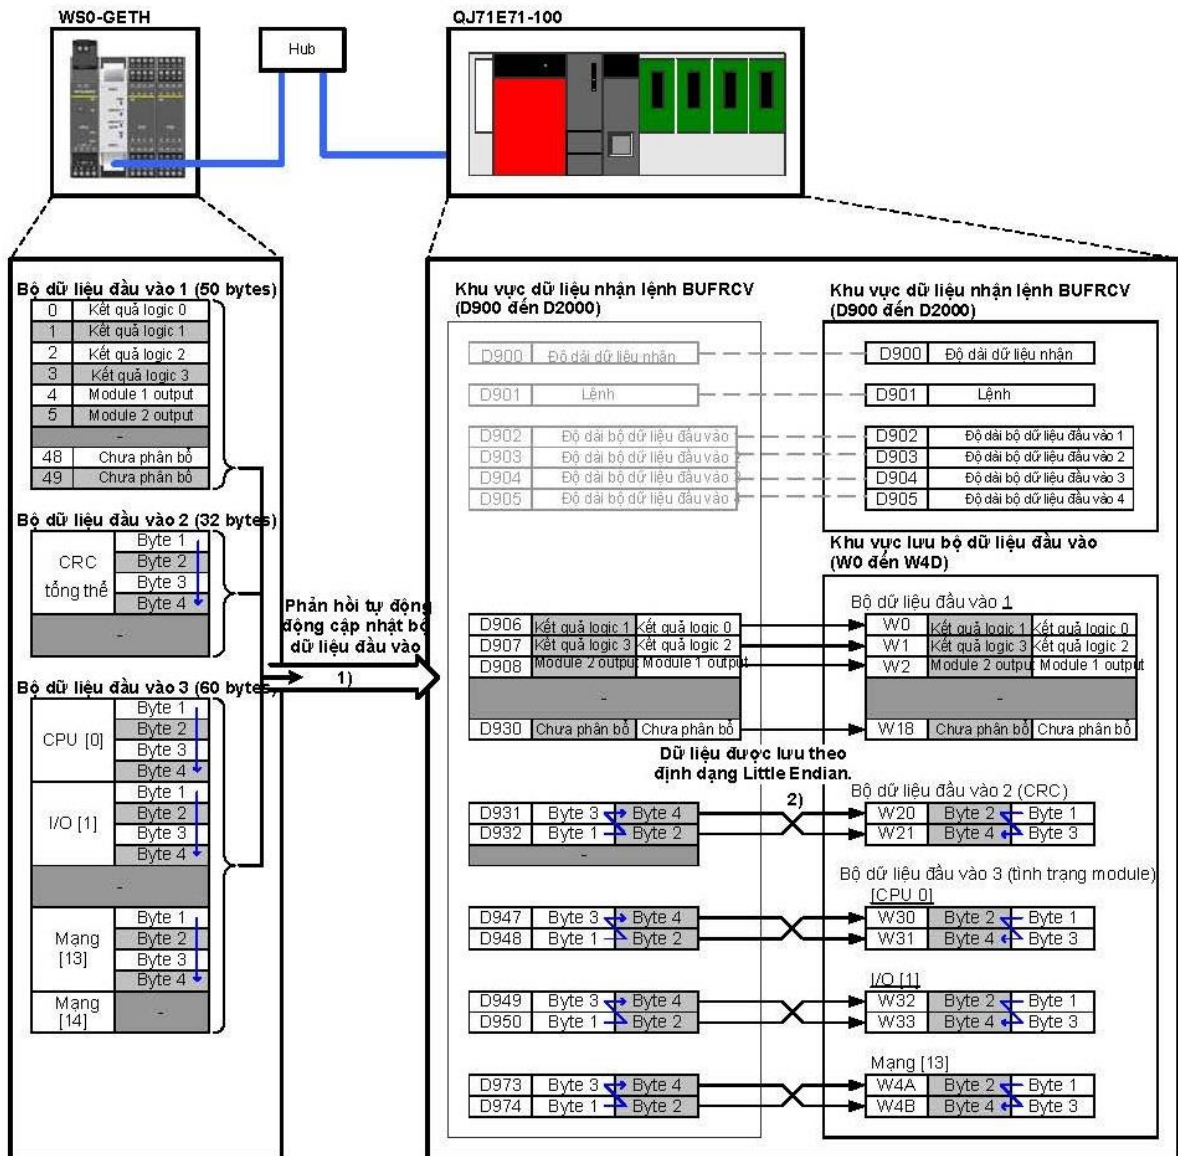 WS0-GETH
Hub
QJ71E71-100
Bộ dữ liệu đầu vào 1 (50 bytes)
0 Kết quả logic 0
1 Kết quả logic 1
2 Kết quả logic 2
3 Kết quả logic 3
4 Module 1 output
5 Module 2 output
-
48 Chưa phân bổ
49 Chưa phân bổ
Bộ dữ liệu đầu vào 2 (32 bytes)
CRC
tổng thể
Byte 1
Byte 2
Byte 3
Byte 4
-
Bộ dữ liệu đầu vào 3 (60 bytes)
CPU [0]
Byte 1
Byte 2
Byte 3
Byte 4
I/O [1]
Byte 1
Byte 2
Byte 3
Byte 4
-
Mạng
[13]
Byte 1
Byte 2
Byte 3
Byte 4
Mạng
[14]
-
Phản hồi tự động
động cập nhật bộ
dữ liệu đầu vào
1)
Khu vực dữ liệu nhận lệnh BUFRCV
(D900 đến D2000)
D900 Độ dài dữ liệu nhận
D901 Lệnh
D902 Độ dài bộ dữ liệu đầu vào
D903 Độ dài bộ dữ liệu đầu vào 2
D904 Độ dài bộ dữ liệu đầu vào 3
D905 Độ dài bộ dữ liệu đầu vào 4
D906 Kết quả logic 1 Kết quả logic 0
D907 Kết quả logic 3 Kết quả logic 2
D908 Module 2 output Module 1 output
-
D930 Chưa phân bổ Chưa phân bổ
Dữ liệu được lưu theo
định dạng Little Endian.
2)
D931 Byte 3 Byte 4
D932 Byte 1 Byte 2
-
D947 Byte 3 Byte 4
D948 Byte 1 Byte 2
D949 Byte 3 Byte 4
D950 Byte 1 Byte 2
D973 Byte 3 Byte 4
D974 Byte 1 Byte 2
Khu vực dữ liệu nhận lệnh BUFRCV
(D900 đến D2000)
D900 Độ dài dữ liệu nhận
D901 Lệnh
D902 Độ dài bộ dữ liệu đầu vào 1
D903 Độ dài bộ dữ liệu đầu vào 2
D904 Độ dài bộ dữ liệu đầu vào 3
D905 Độ dài bộ dữ liệu đầu vào 4
Khu vực lưu bộ dữ liệu đầu vào
(W0 đến W4D)
Bộ dữ liệu đầu vào 1
W0 Kết quả logic 1 Kết quả logic 0
W1 Kết quả logic 3 Kết quả logic 2
W2 Module 2 output Module 1 output
-
W18 Chưa phân bổ Chưa phân bổ
Bộ dữ liệu đầu vào 2 (CRC)
W20 Byte 2 Byte 1
W21 Byte 4 Byte 3
Bộ dữ liệu đầu vào 3 (tình trạng module)
[CPU 0]
W30 Byte 2 Byte 1
W31 Byte 4 Byte 3
I/O [1]
W32 Byte 2 Byte 1
W33 Byte 4 Byte 3
Mạng [13]
W4A Byte 2 Byte 1
W4B Byte 4 Byte 3